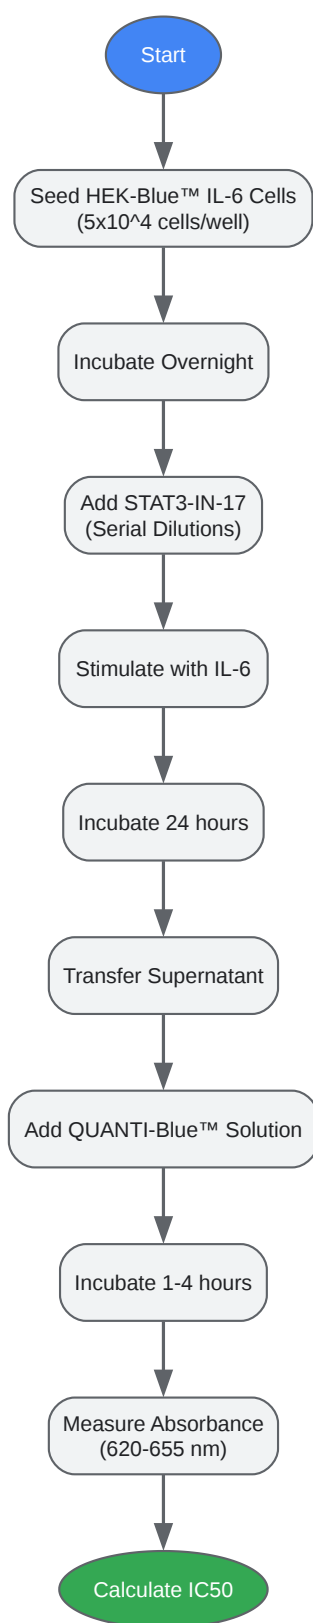 Start
Seed HEK-Blue™ IL-6 Cells
(5x10^4 cells/well)
Incubate Overnight
Add STAT3-IN-17
(Serial Dilutions)
Stimulate with IL-6
Incubate 24 hours
Transfer Supernatant
Add QUANTI-Blue™ Solution
Incubate 1-4 hours
Measure Absorbance
(620-655 nm)
Calculate IC50